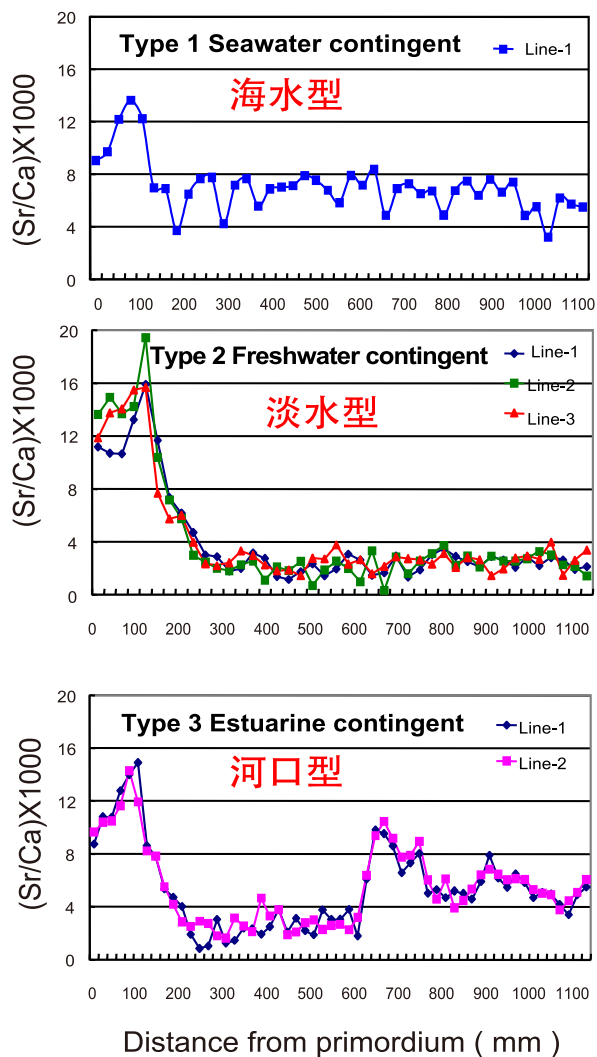 20
16
12
8
4
0
(Sr/Ca)X1000
Type 1 Seawater contingent
Line-1
海水型
0 100 200 300 400 500 600 700 800 900 1000 1100
20
16
12
8
4
0
(Sr/Ca)X1000
Type 2 Freshwater contingent
Line-1
Line-2
Line-3
淡水型
0 100 200 300 400 500 600 700 800 900 1000 1100
20
16
12
8
4
0
(Sr/Ca)X1000
Type 3 Estuarine contingent
Line-1
Line-2
河口型
0 100 200 300 400 500 600 700 800 900 1000 1100
Distance from primordium ( mm )